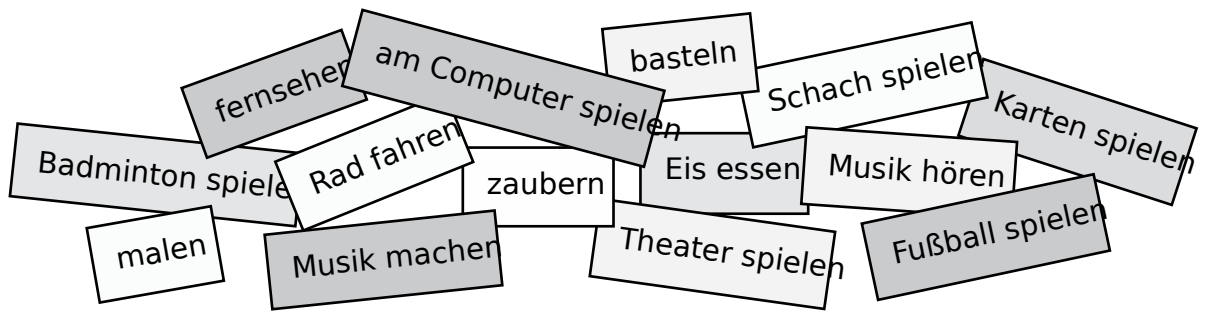 fernsehen
am Computer spielen
basteln
Schach spielen
Karten spielen
Badminton spiele
Rad fahren
zaubern
Eis essen
Musik hören
malen
Musik machen
Theater spielen
Fußball spielen